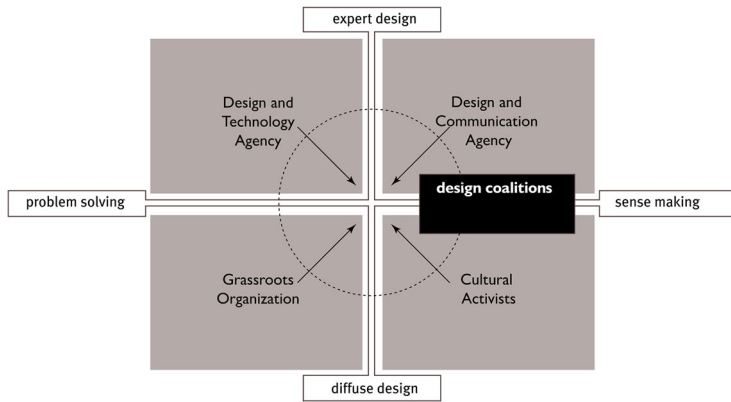 expert design
Design and
Technology
Agency
Design and
Communication
Agency
design coalitions
problem solving
sense making
Grassroots
Organization
Cultural
Activists
diffuse design